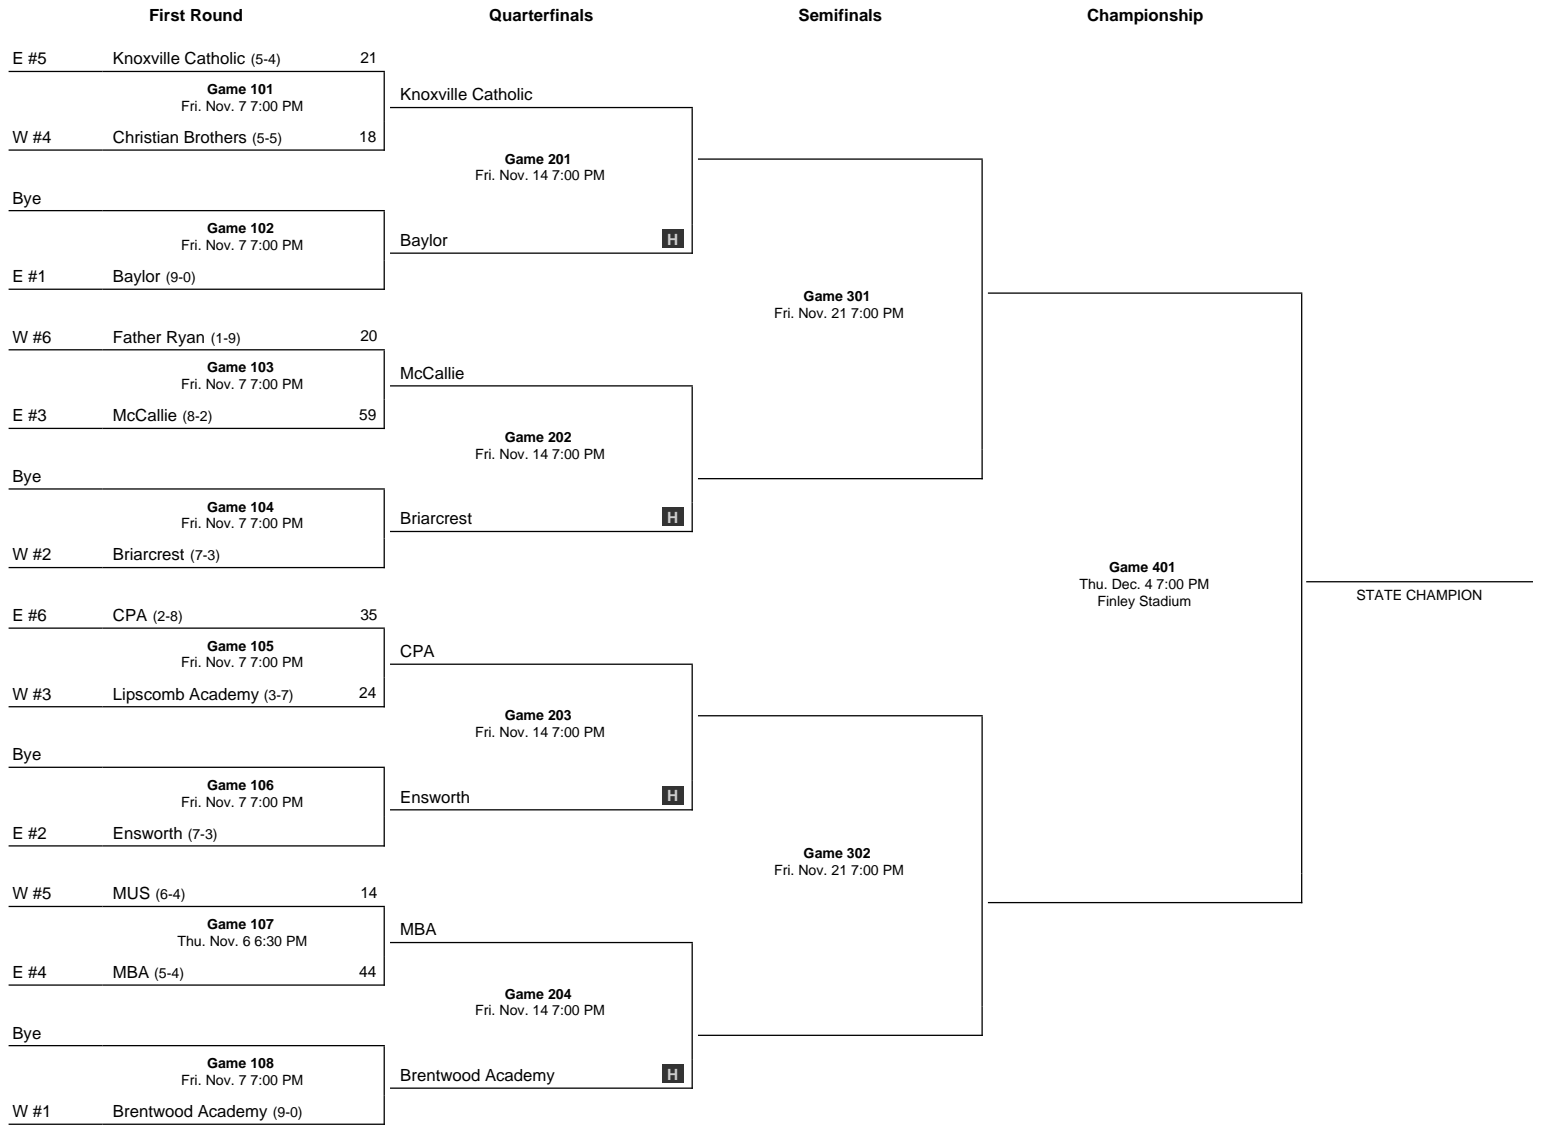 First Round
Quarterfinals
Semifinals
Championship
E #5 Knoxville Catholic (5-4) 21
Game 101
Fri. Nov. 7 7:00 PM
W #4 Christian Brothers (5-5) 18
Bye
Game 102
Fri. Nov. 7 7:00 PM
E #1 Baylor (9-0)
W #6 Father Ryan (1-9) 20
Game 103
Fri. Nov. 7 7:00 PM
E #3 McCallie (8-2) 59
Bye
Game 104
Fri. Nov. 7 7:00 PM
W #2 Briarcrest (7-3)
E #6 CPA (2-8) 35
Game 105
Fri. Nov. 7 7:00 PM
W #3 Lipscomb Academy (3-7) 24
Bye
Game 106
Fri. Nov. 7 7:00 PM
E #2 Ensworth (7-3)
W #5 MUS (6-4) 14
Game 107
Thu. Nov. 6 6:30 PM
E #4 MBA (5-4) 44
Bye
Game 108
Fri. Nov. 7 7:00 PM
W #1 Brentwood Academy (9-0)
Knoxville Catholic
Game 201
Fri. Nov. 14 7:00 PM
Baylor H
McCallie
Game 202
Fri. Nov. 14 7:00 PM
Briarcrest H
CPA
Game 203
Fri. Nov. 14 7:00 PM
Ensworth H
MBA
Game 204
Fri. Nov. 14 7:00 PM
Brentwood Academy H
Game 301
Fri. Nov. 21 7:00 PM
Game 302
Fri. Nov. 21 7:00 PM
Game 401
Thu. Dec. 4 7:00 PM
Finley Stadium
STATE CHAMPION